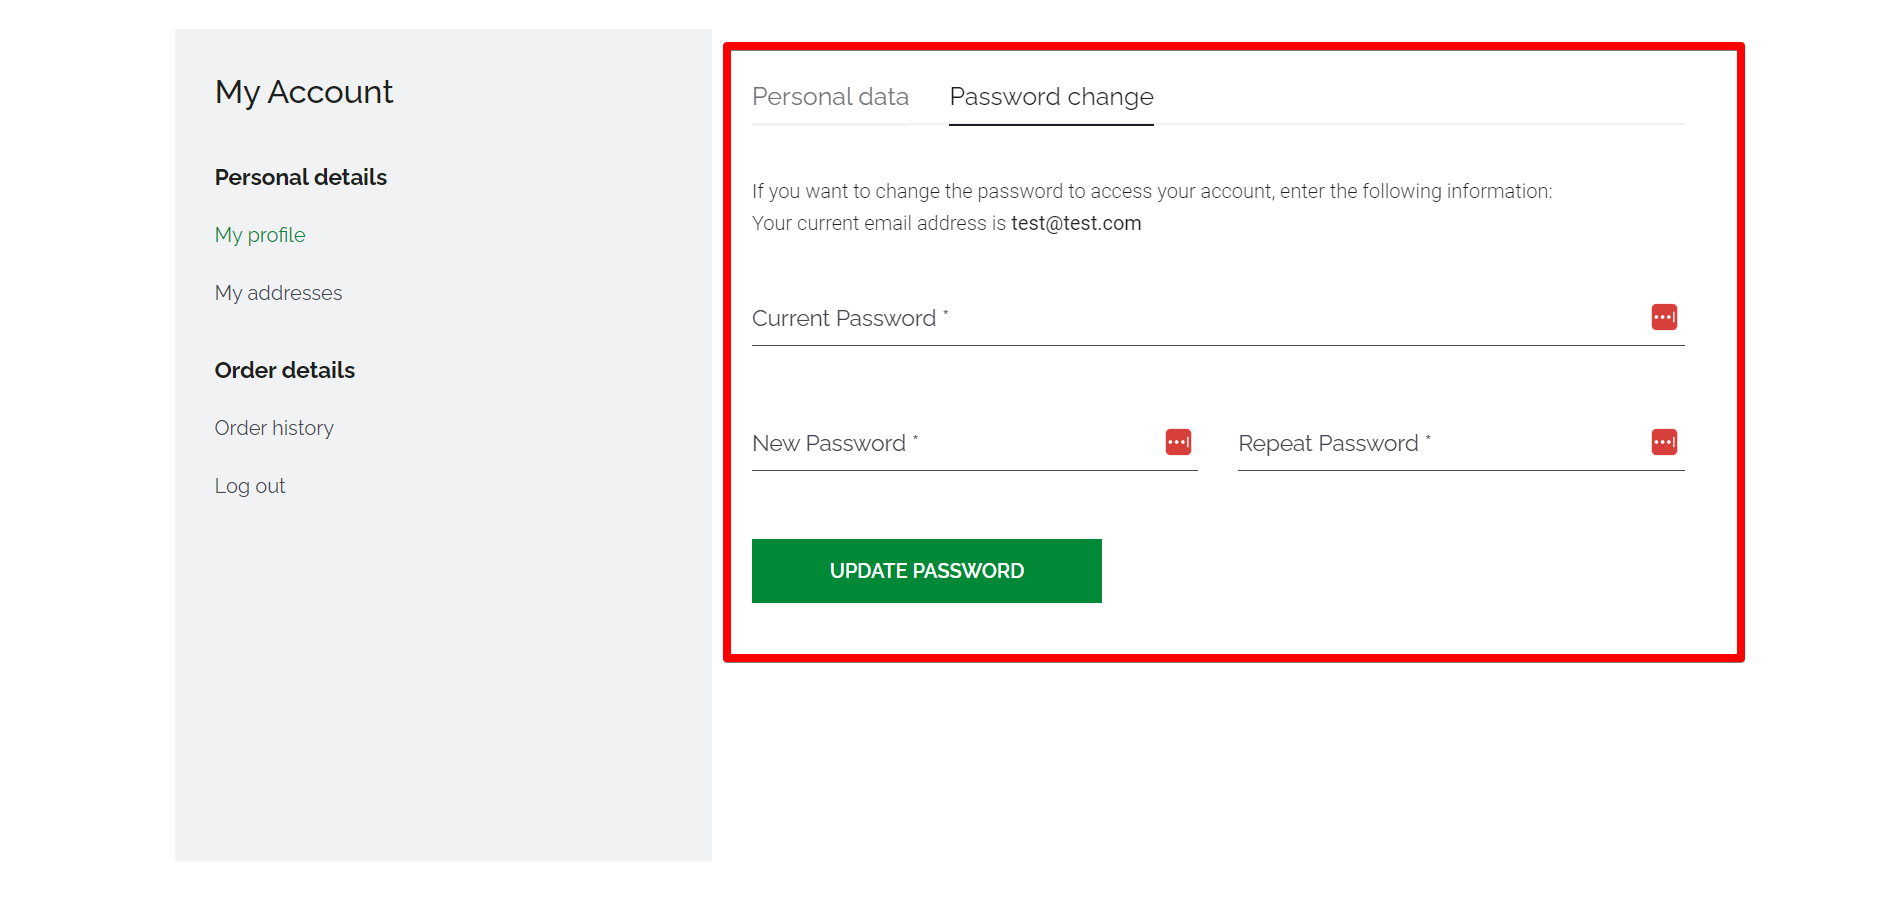 My Account
Personal details
My profile
My addresses
Order details
Order history
Log out
Personal data
Password change
If you want to change the password to access your account, enter the following information:
Your current email address is test@test.com
Current Password *
New Password *
Repeat Password *
UPDATE PASSWORD